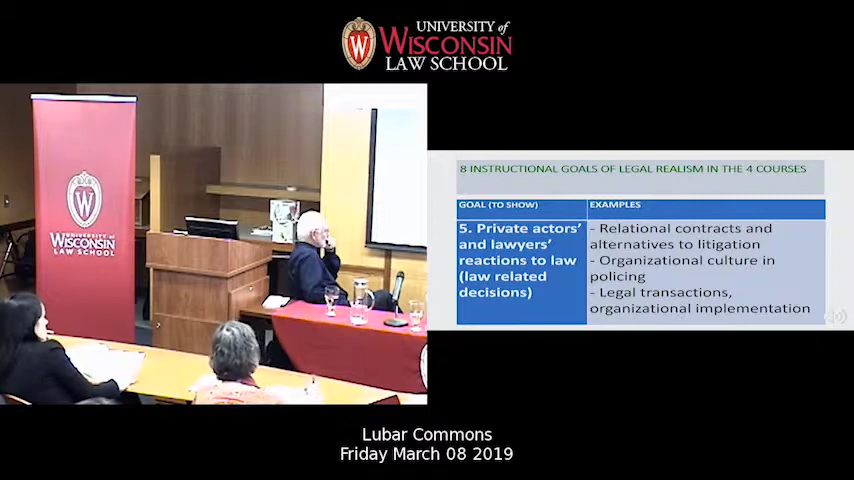 UNIVERSITY of
WISCONSIN
LAW SCHOOL
W
WISCONSIN
LAW SCHOOL
8 INSTRUCTIONAL GOALS OF LEGAL REALISM IN THE 4 COURSES
GOAL (TO SHOW)
EXAMPLES
5. Private actors’
and lawyers’
reactions to law
(law related
decisions)
- Relational contracts and
alternatives to litigation
- Organizational culture in
policing
- Legal transactions,
organizational implementation
Lubar Commons
Friday March 08 2019